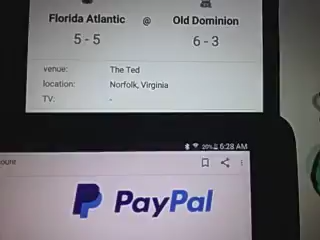 Florida Atlantic @ Old Dominion
5 - 5 6 - 3
venue: The Ted
location: Norfolk, Virginia
TV: -
20% 6:28 AM
ount
PayPal